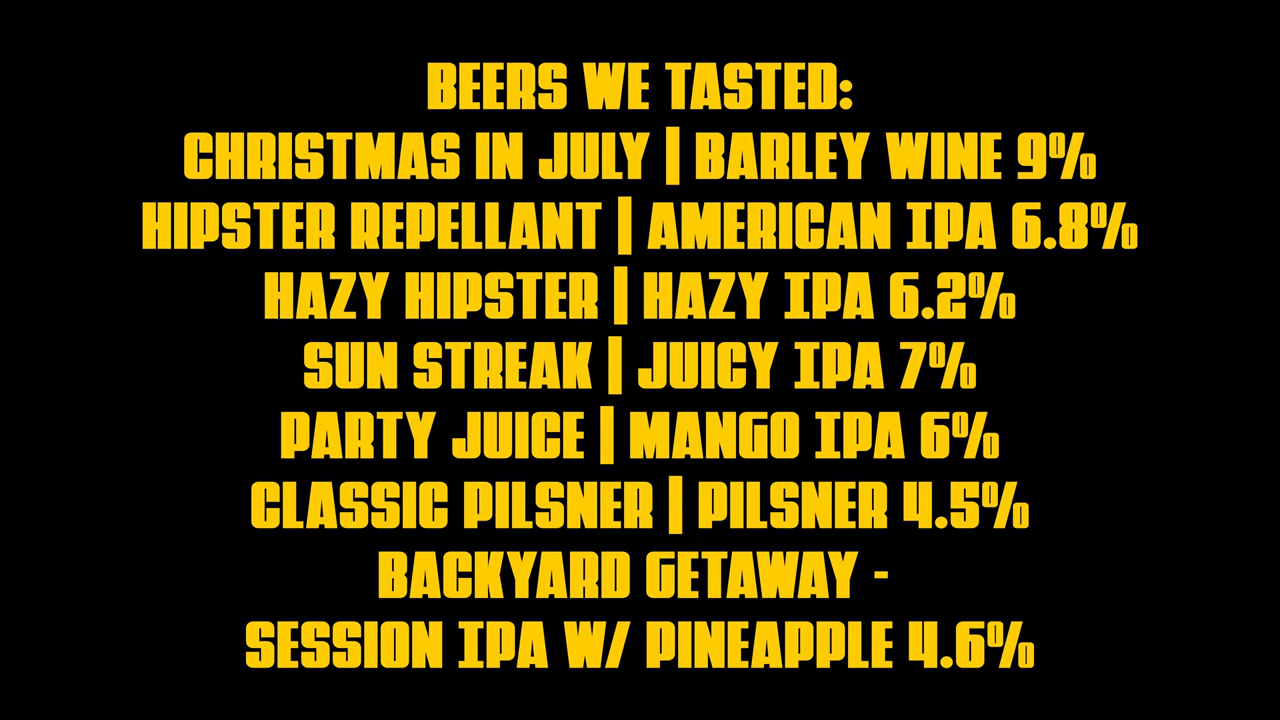 BEERS WE TASTED:
CHRISTMAS IN JULY | BARLEY WINE 9%
HIPSTER REPELLANT | AMERICAN IPA 6.8%
HAZY HIPSTER | HAZY IPA 6.2%
SUN STREAK | JUICY IPA 7%
PARTY JUICE | MANGO IPA 6%
CLASSIC PILSNER | PILSNER 4.5%
BACKYARD GETAWAY -
SESSION IPA W/ PINEAPPLE 4.6%